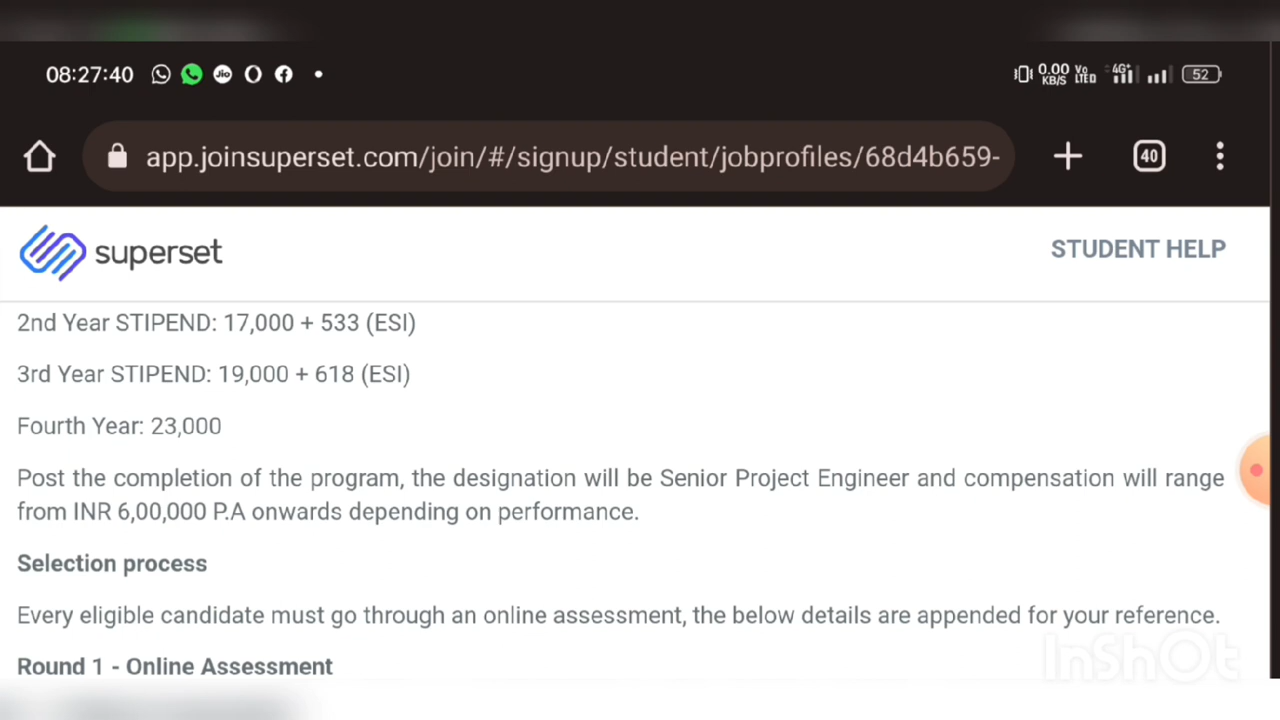 08:27:40 Jio 0.00 KB/S Vo LTED 4G+ 52
app.joinsuperset.com/join/#/signup/student/jobprofiles/68d4b659- 40
superset STUDENT HELP
2nd Year STIPEND: 17,000 + 533 (ESI)
3rd Year STIPEND: 19,000 + 618 (ESI)
Fourth Year: 23,000
Post the completion of the program, the designation will be Senior Project Engineer and compensation will range
from INR 6,00,000 P.A onwards depending on performance.
Selection process
Every eligible candidate must go through an online assessment, the below details are appended for your reference.
Round 1 - Online Assessment
InShOt